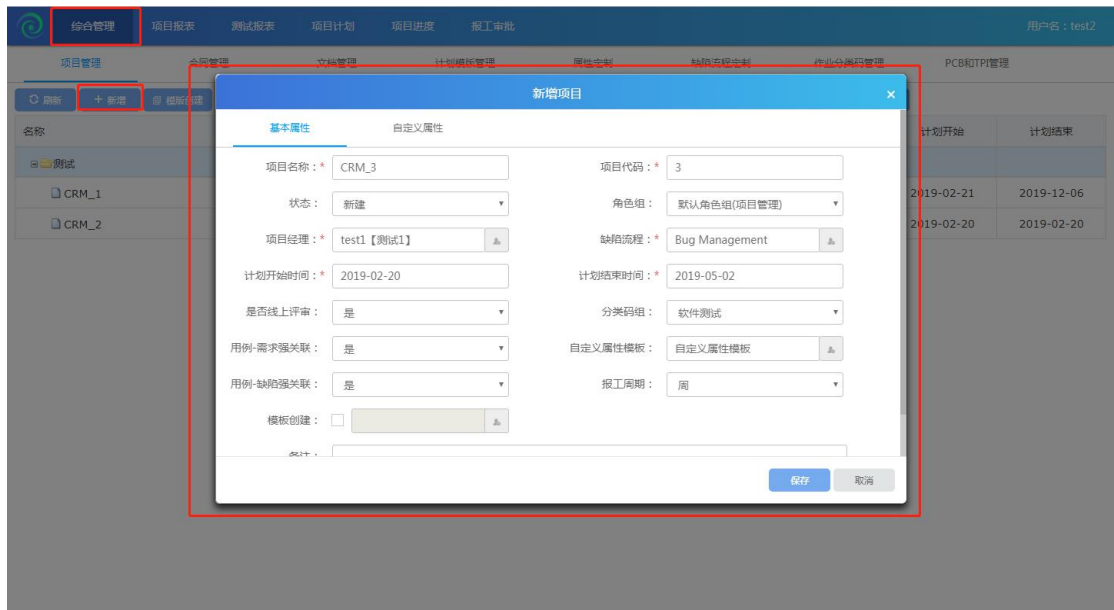 综合管理 项目报表 测试报表 项目计划 项目进度 报工审批 用户名：test2
项目管理 合同管理 文档管理 计划模版管理 属性定制 缺陷流程定制 作业分类码管理 PCB和TPI管理
刷新 新增 模版创建
新增项目 ×
名称 计划开始 计划结束
基本属性 自定义属性
测试
项目名称：* CRM_3 项目代码：* 3
CRM_1 2019-02-21 2019-12-06
状态： 新建 角色组： 默认角色组(项目管理)
CRM_2 2019-02-20 2019-02-20
项目经理：* test1【测试1】 缺陷流程：* Bug Management
计划开始时间：* 2019-02-20 计划结束时间：* 2019-05-02
是否线上评审： 是 分类码组： 软件测试
用例-需求强关联： 是 自定义属性模板： 自定义属性模板
用例-缺陷强关联： 是 报工周期： 周
模板创建：
备注：
保存 取消